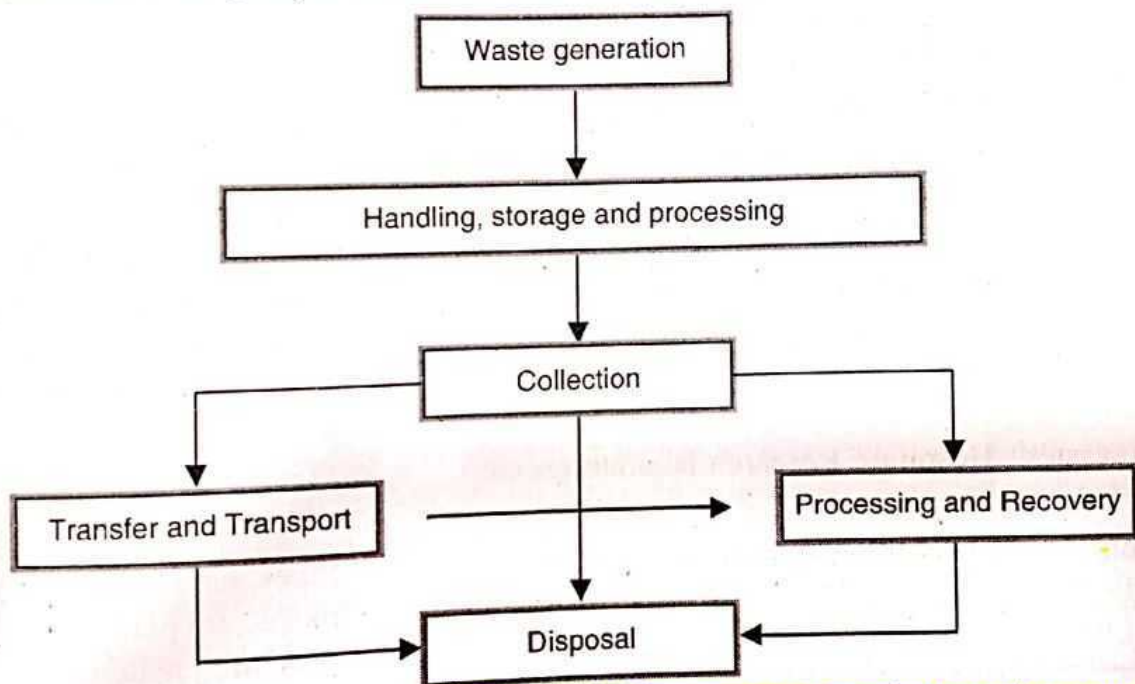 Waste generation
Handling, storage and processing
Collection
Transfer and Transport
Processing and Recovery
Disposal